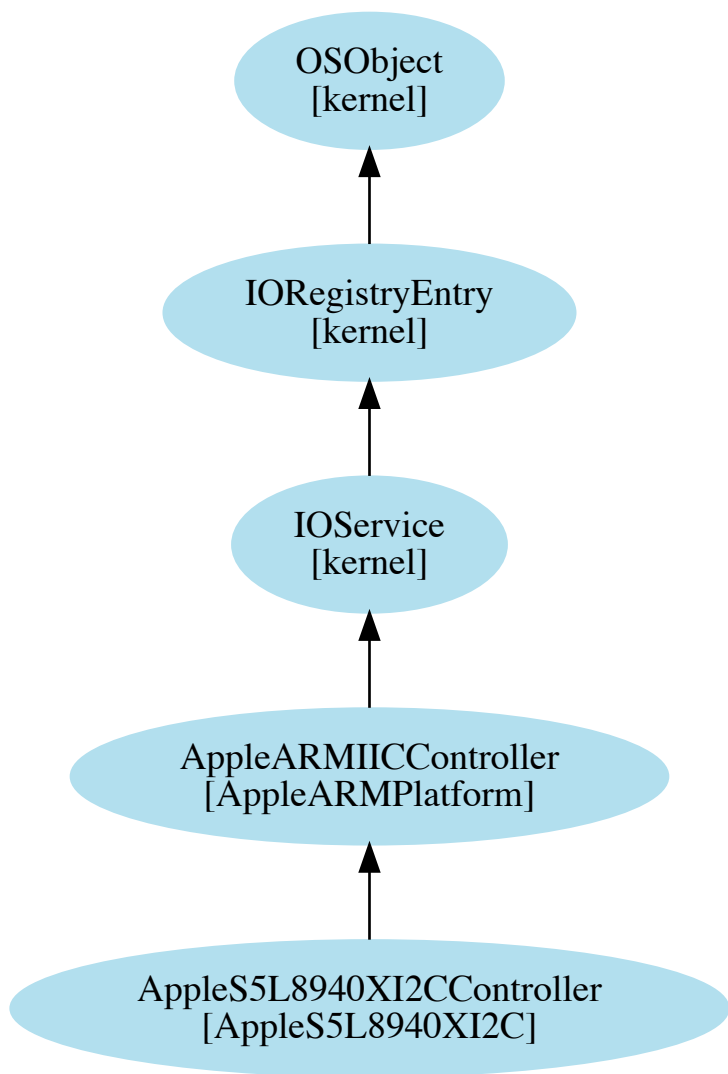 OSObject
[kernel]
IORegistryEntry
[kernel]
IOService
[kernel]
AppleARMIICController
[AppleARMPlatform]
AppleS5L8940XI2CController
[AppleS5L8940XI2C]